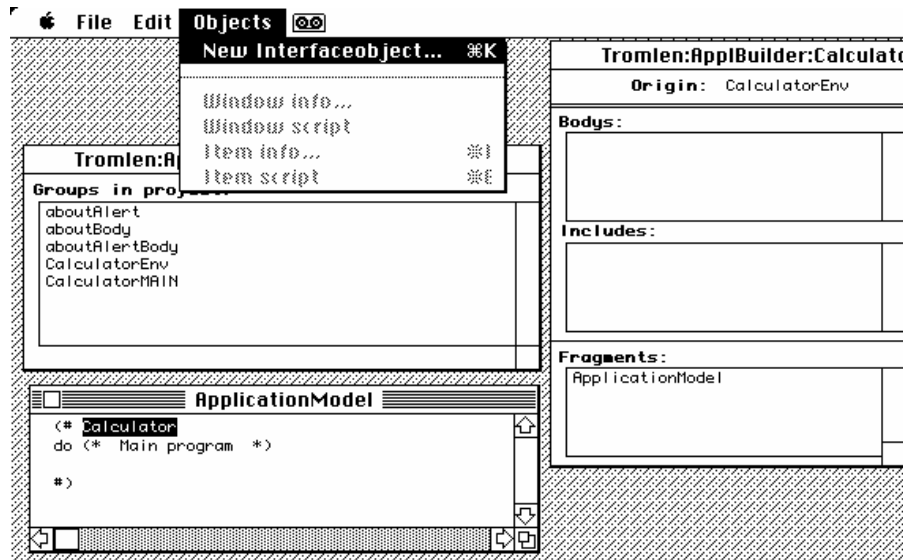 File Edit Objects
New Interfaceobject... ⌘K
Window info...
Window script
Item info... ⌘I
Item script ⌘E
Tromlen:ApplBuilder:Calculato
Origin: CalculatorEnv
Bodys:
Includes:
Fragments:
ApplicationModel
Tromlen:Ap
Groups in project:
aboutAlert
aboutBody
aboutAlertBody
CalculatorEnv
CalculatorMAIN
ApplicationModel
(# Calculator
do (* Main program *)
#)